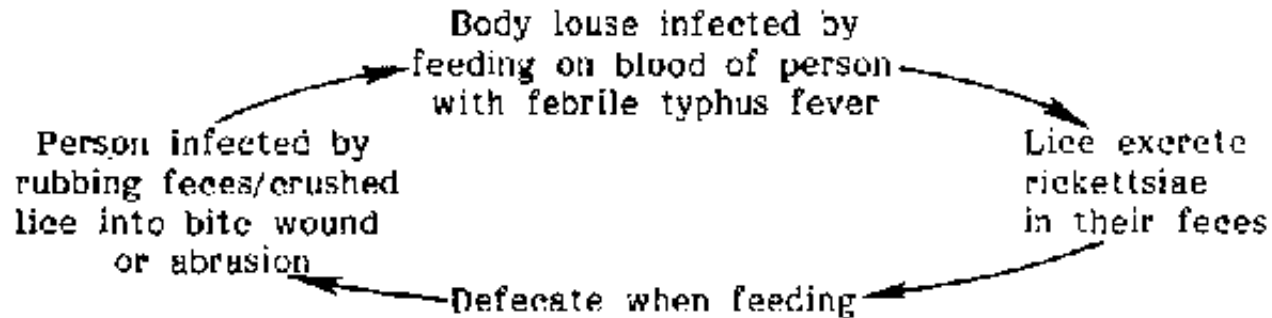 Body louse infected by
feeding on blood of person
with febrile typhus fever
Lice excrete
rickettsiae
in their feces
Defecate when feeding
Person infected by
rubbing feces/crushed
lice into bite wound
or abrasion